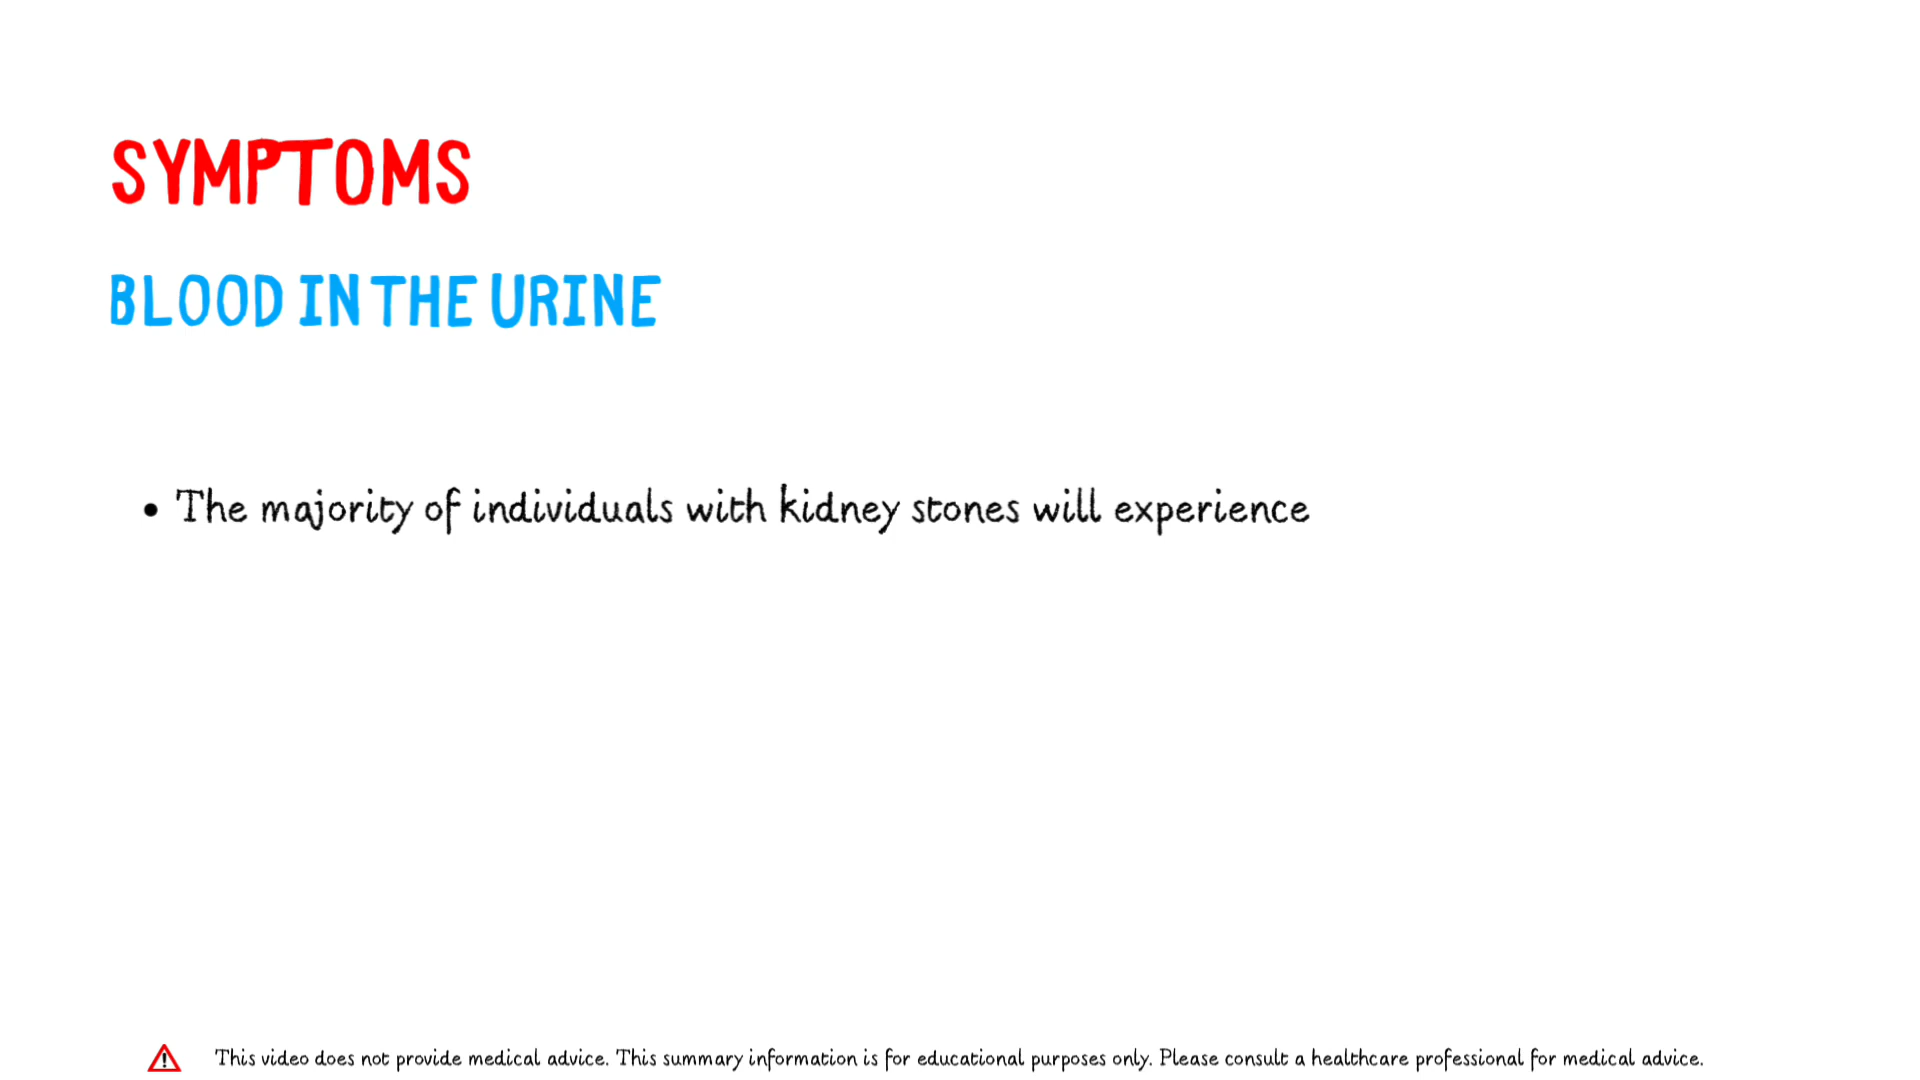 SYMPTOMS
BLOOD IN THE URINE
• The majority of individuals with kidney stones will experience
This video does not provide medical advice. This summary information is for educational purposes only. Please consult a healthcare professional for medical advice.